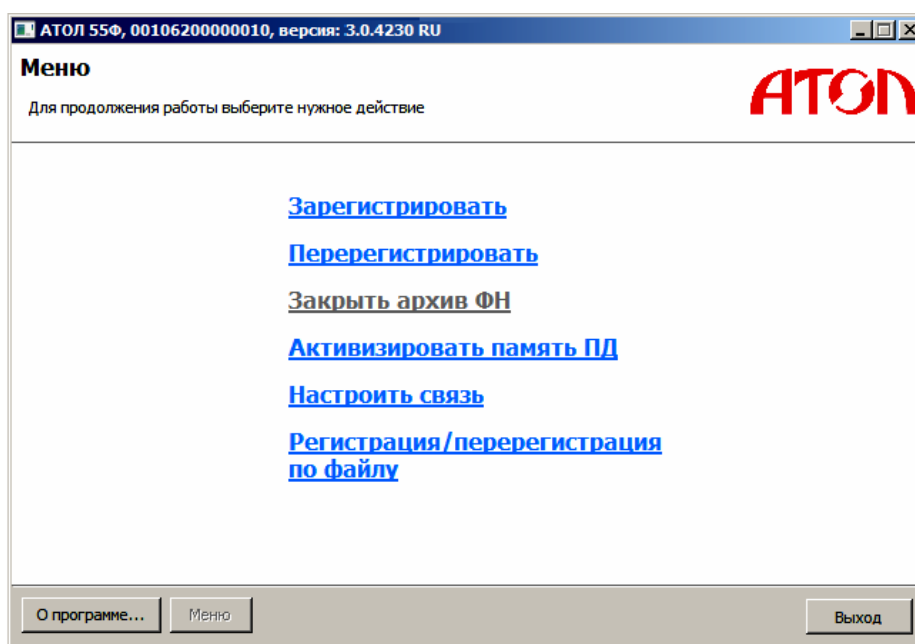 АТОЛ 55Ф, 00106200000010, версия: 3.0.4230 RU
Меню
Для продолжения работы выберите нужное действие
АТОЛ
Зарегистрировать
Перерегистрировать
Закрыть архив ФН
Активизировать память ПД
Настроить связь
Регистрация/перерегистрация
по файлу
О программе...
Меню
Выход